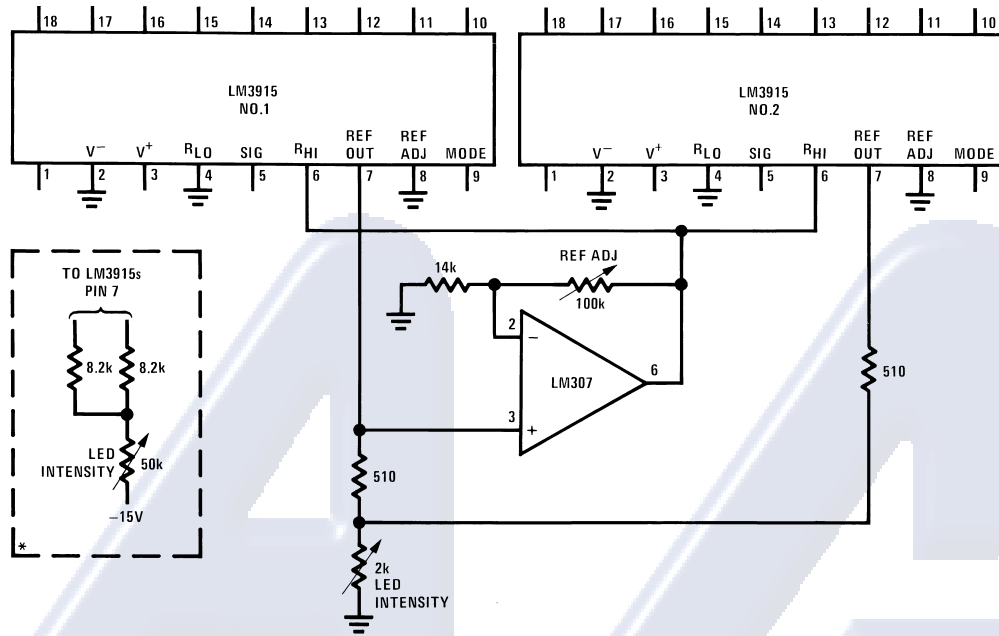 18 17 16 15 14 13 12 11 10
18 17 16 15 14 13 12 11 10
LM3915
NO.1
LM3915
NO.2
V⁻ V⁺ RLO SIG RHI REF OUT REF ADJ MODE
V⁻ V⁺ RLO SIG RHI REF OUT REF ADJ MODE
1 2 3 4 5 6 7 8 9
1 2 3 4 5 6 7 8 9
TO LM3915s
PIN 7
8.2k 8.2k
LED
INTENSITY
50k
−15V
*
14k
REF ADJ
100k
2
−
LM307
6
3
+
510
510
2k
LED
INTENSITY